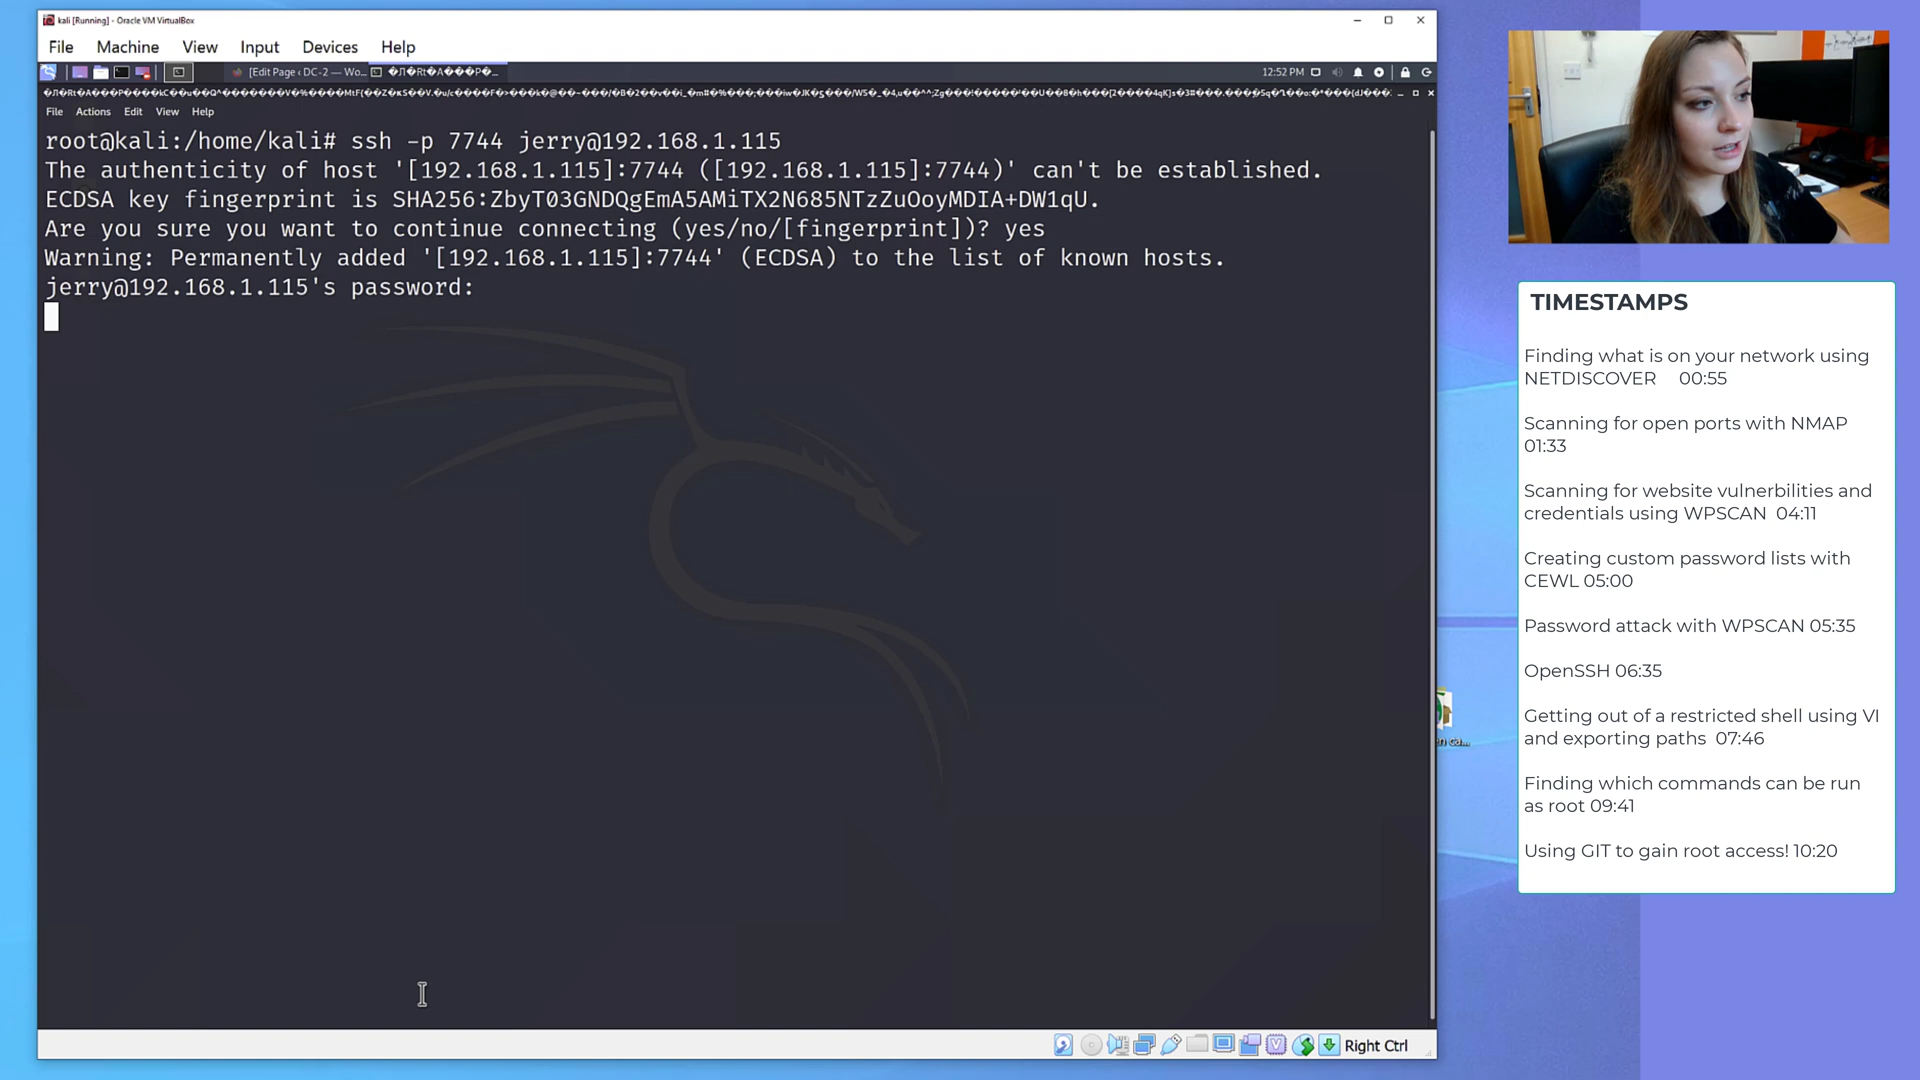 kali [Running] - Oracle VM VirtualBox
File Machine View Input Devices Help
[Edit Page ‹ DC-2 — Wo...
12:52 PM
File Actions Edit View Help
root@kali:/home/kali# ssh -p 7744 jerry@192.168.1.115
The authenticity of host '[192.168.1.115]:7744 ([192.168.1.115]:7744)' can't be established.
ECDSA key fingerprint is SHA256:ZbyT03GNDQgEmA5AMiTX2N685NTzZuOoyMDIA+DW1qU.
Are you sure you want to continue connecting (yes/no/[fingerprint])? yes
Warning: Permanently added '[192.168.1.115]:7744' (ECDSA) to the list of known hosts.
jerry@192.168.1.115's password:
Right Ctrl
TIMESTAMPS
Finding what is on your network using
NETDISCOVER 00:55
Scanning for open ports with NMAP
01:33
Scanning for website vulnerbilities and
credentials using WPSCAN 04:11
Creating custom password lists with
CEWL 05:00
Password attack with WPSCAN 05:35
OpenSSH 06:35
Getting out of a restricted shell using VI
and exporting paths 07:46
Finding which commands can be run
as root 09:41
Using GIT to gain root access! 10:20